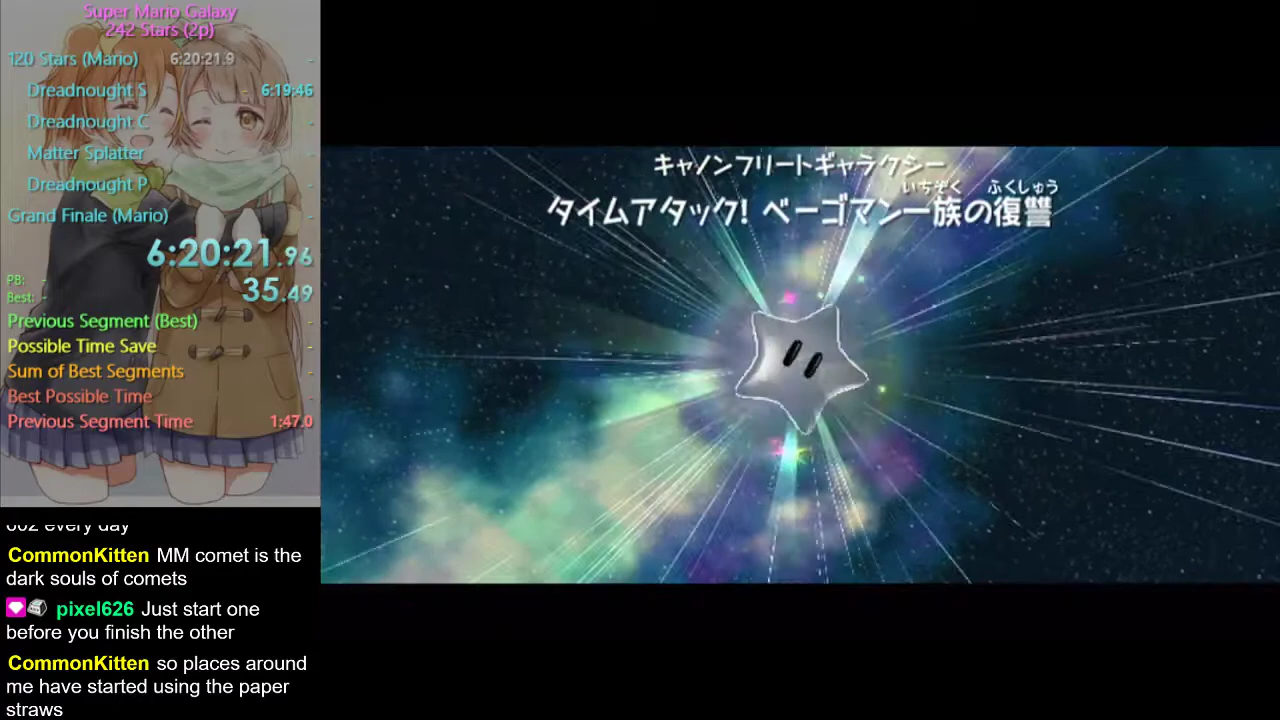 Super Mario Galaxy
242 Stars (2p)
120 Stars (Mario) 6:20:21.9 -
Dreadnought S - 6:19:46
Dreadnought C -
Matter Splatter -
Dreadnought P -
Grand Finale (Mario) -
6:20:21.96
PB: -
Best: -
35.49
Previous Segment (Best) -
Possible Time Save -
Sum of Best Segments -
Best Possible Time -
Previous Segment Time 1:47.0
キャノンフリートギャラクシー
いちぞく ふくしゅう
タイムアタック! ベーゴマン一族の復讐
802 every day
CommonKitten MM comet is the
dark souls of comets
pixel626 Just start one
before you finish the other
CommonKitten so places around
me have started using the paper
straws